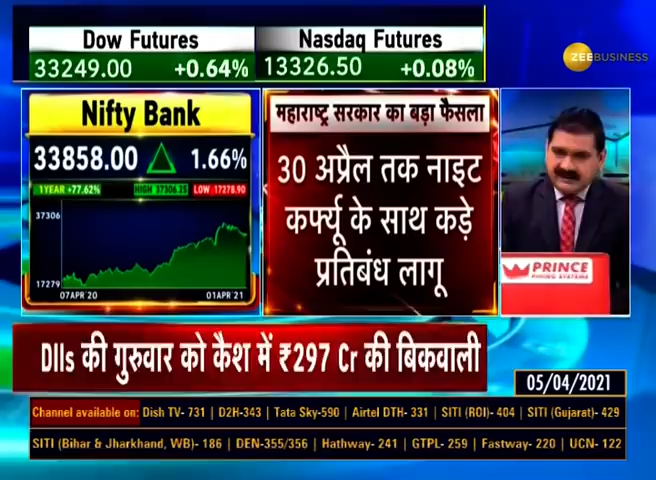 Dow Futures
33249.00 +0.64%
Nasdaq Futures
13326.50 +0.08%
ZEEBUSINESS
Nifty Bank
33858.00 1.66%
1YEAR +77.62% HIGH 37306.25 LOW 17278.90
37306
17279
07APR'20 01APR'21
महाराष्ट्र सरकार का बड़ा फैसला
30 अप्रैल तक नाइट
कर्फ्यू के साथ कड़े
प्रतिबंध लागू
PRINCE
PIPING SYSTEMS
DIIs की गुरुवार को कैश में ₹297 Cr की बिकवाली
05/04/2021
Channel available on: Dish TV- 731 | D2H-343 | Tata Sky-590 | Airtel DTH- 331 | SITI (ROI)- 404 | SITI (Gujarat)- 429
SITI (Bihar & Jharkhand, WB)- 186 | DEN-355/356 | Hathway- 241 | GTPL- 259 | Fastway- 220 | UCN- 122